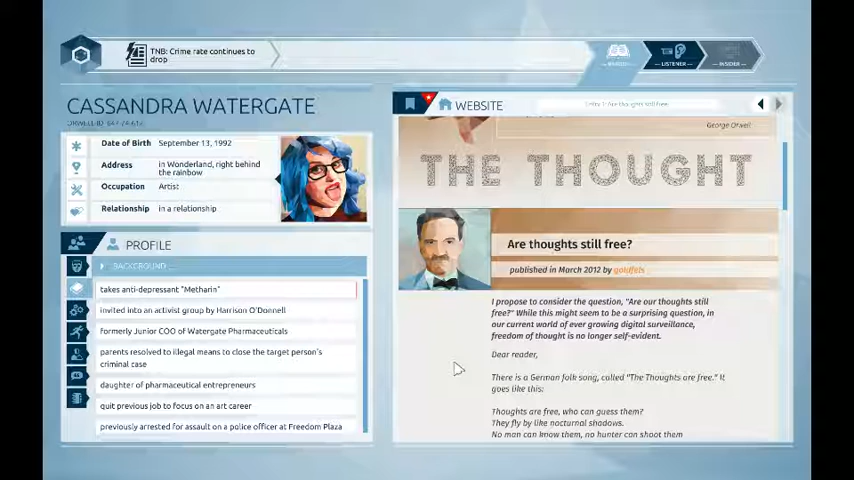 TNB: Crime rate continues to
drop
LISTENER
INSIDER
CASSANDRA WATERGATE
Date of Birth September 13, 1992
Address in Wonderland, right behind
the rainbow
Occupation Artist
Relationship in a relationship
PROFILE
BACKGROUND
takes anti-depressant "Metharin"
invited into an activist group by Harrison O'Donnell
formerly Junior COO of Watergate Pharmaceuticals
parents resolved to illegal means to close the target person's
criminal case
daughter of pharmaceutical entrepreneurs
quit previous job to focus on an art career
previously arrested for assault on a police officer at Freedom Plaza
WEBSITE
Are thoughts still free?
George Orwell
THE THOUGHT
Are thoughts still free?
published in March 2012 by goldfels
I propose to consider the question, "Are our thoughts still
free?" While this might seem to be a surprising question, in
our current world of ever growing digital surveillance,
freedom of thought is no longer self-evident.
Dear reader,
There is a German folk song, called "The Thoughts are free." It
goes like this:
Thoughts are free, who can guess them?
They fly by like nocturnal shadows.
No man can know them, no hunter can shoot them